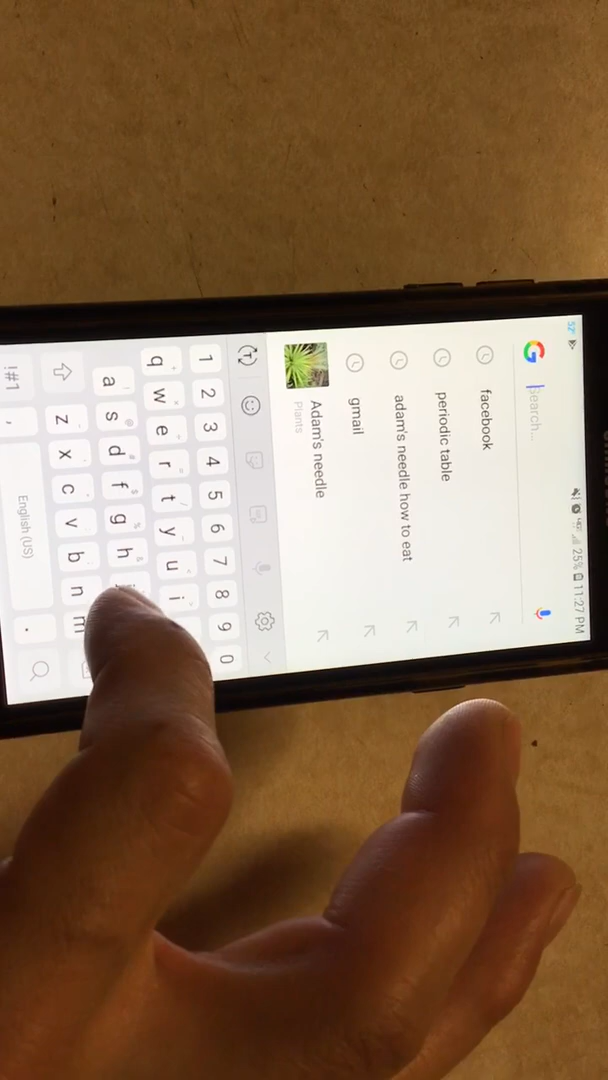 52°
25% 11:27 PM
Search...
facebook
periodic table
adam's needle how to eat
gmail
Adam's needle
Plants
1 2 3 4 5 6 7 8 9 0
q w e r t y u i
a s d f g h j
z x c v b n m
!#1 , English (US) .